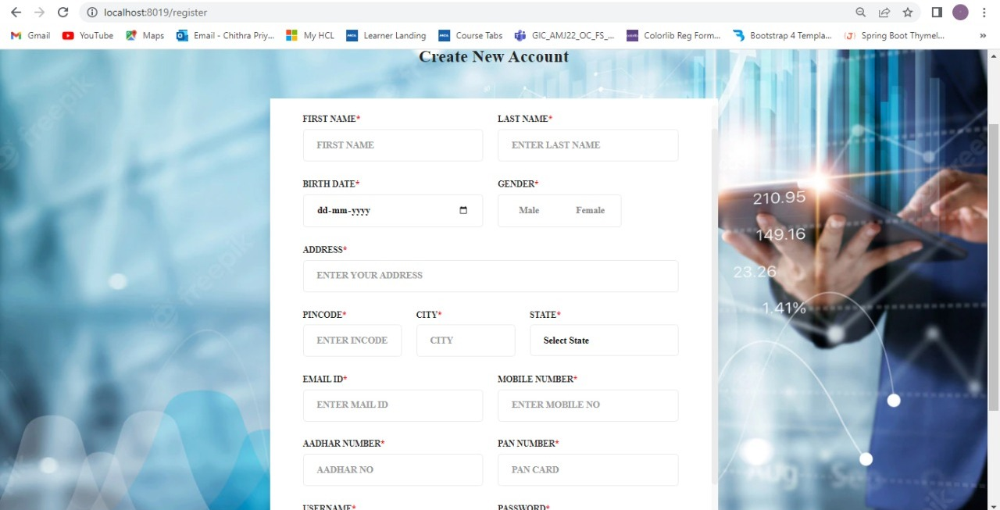 localhost:8019/register
Gmail YouTube Maps Email - Chithra Priy... My HCL Learner Landing Course Tabs GIC_AMJ22_OC_FS_... Colorlib Reg Form... Bootstrap 4 Templa... Spring Boot Thymel... »
Create New Account
FIRST NAME* LAST NAME*
FIRST NAME ENTER LAST NAME
BIRTH DATE* GENDER*
dd-mm-yyyy Male Female
ADDRESS*
ENTER YOUR ADDRESS
PINCODE* CITY* STATE*
ENTER INCODE CITY Select State
EMAIL ID* MOBILE NUMBER*
ENTER MAIL ID ENTER MOBILE NO
AADHAR NUMBER* PAN NUMBER*
AADHAR NO PAN CARD
USERNAME* PASSWORD*
210.95
149.16
23.26
1.41%
Aug Sep
freepik
freepik